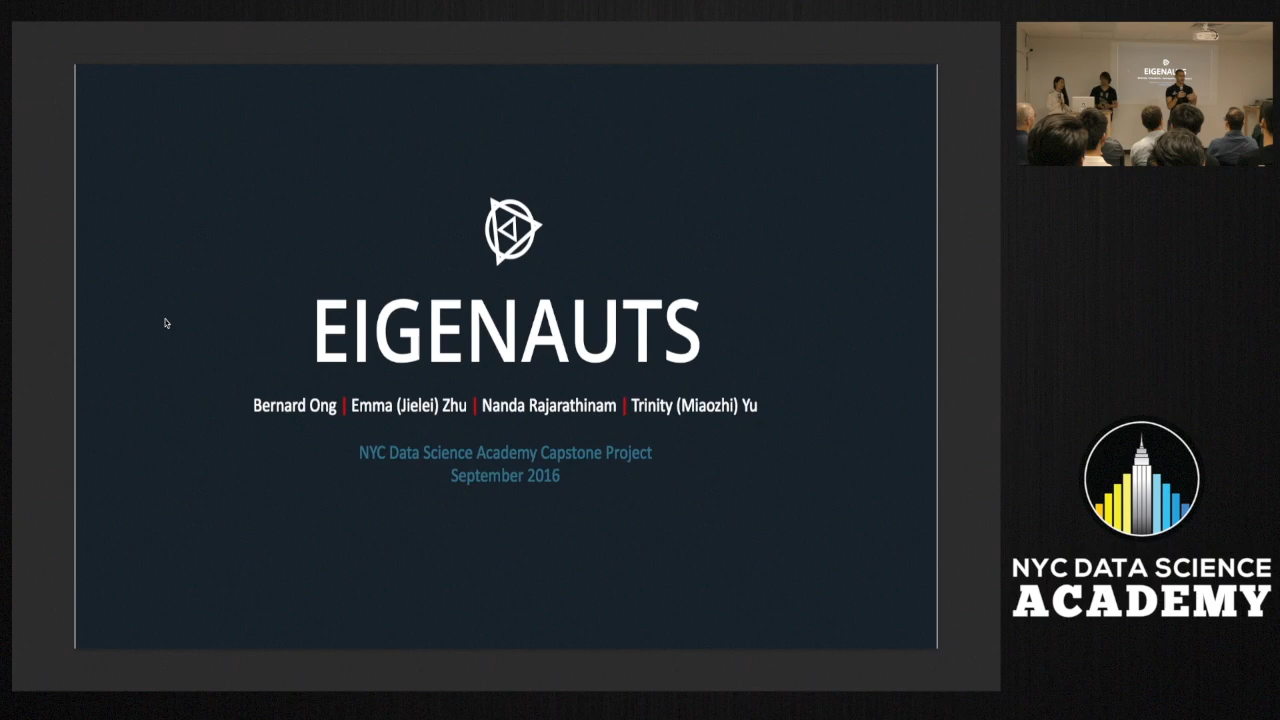 EIGENAUTS
Bernard Ong | Emma (Jielei) Zhu | Nanda Rajarathinam | Trinity (Miaozhi) Yu
NYC Data Science Academy Capstone Project
September 2016
EIGENAUTS
NYC DATA SCIENCE
ACADEMY